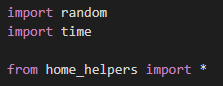 import random
import time
from home_helpers import *